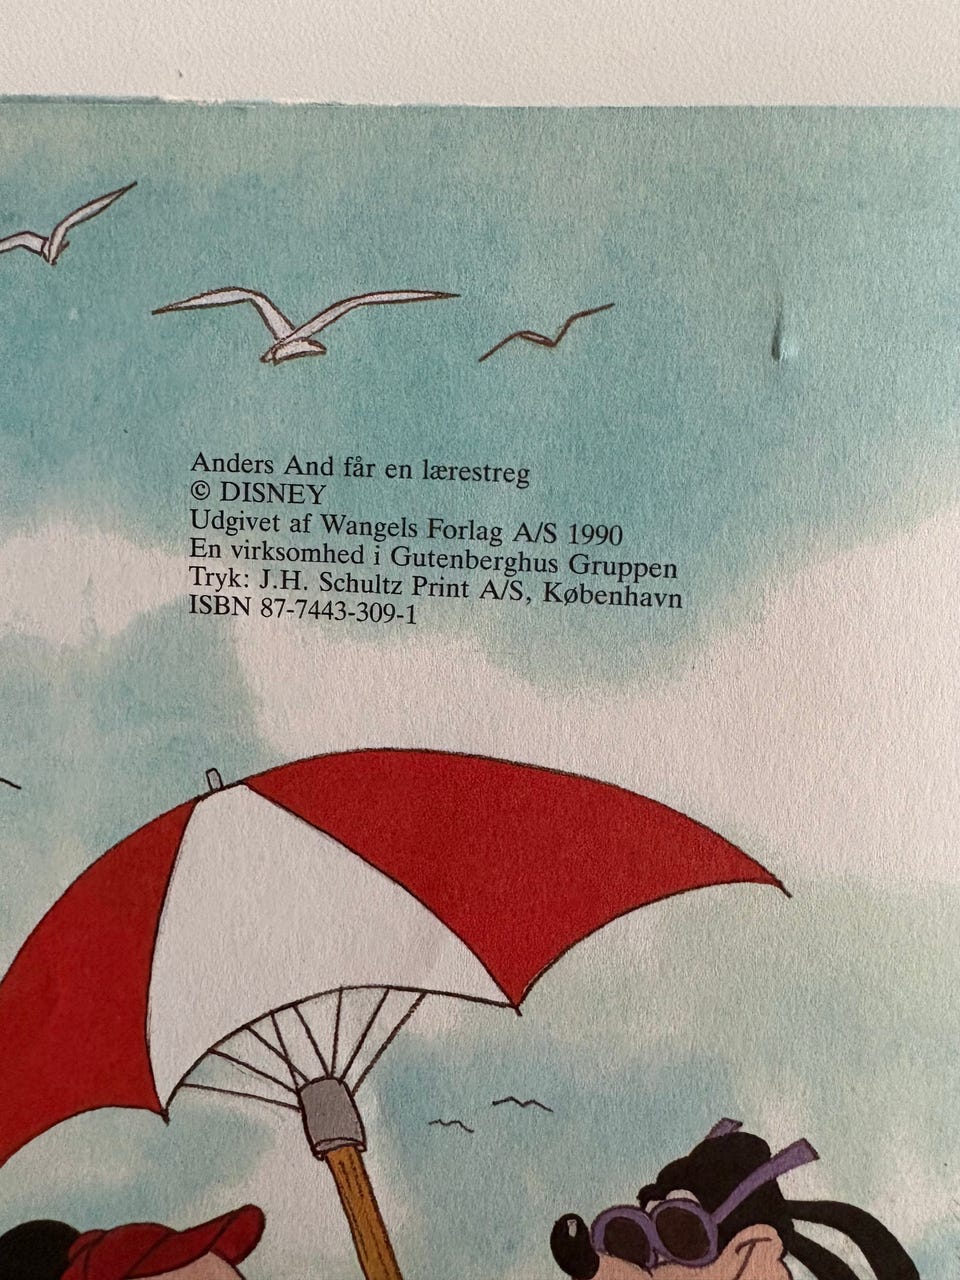 Anders And får en lærestreg
© DISNEY
Udgivet af Wangels Forlag A/S 1990
En virksomhed i Gutenberghus Gruppen
Tryk: J.H. Schultz Print A/S, København
ISBN 87-7443-309-1